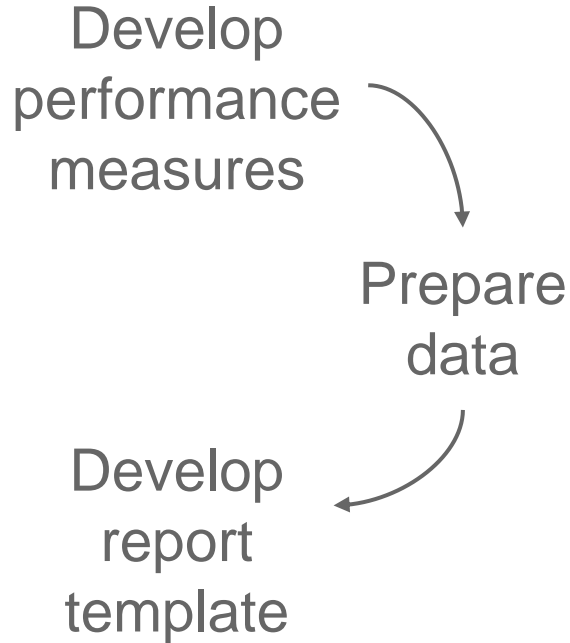 Develop
performance
measures
Prepare
data
Develop
report
template